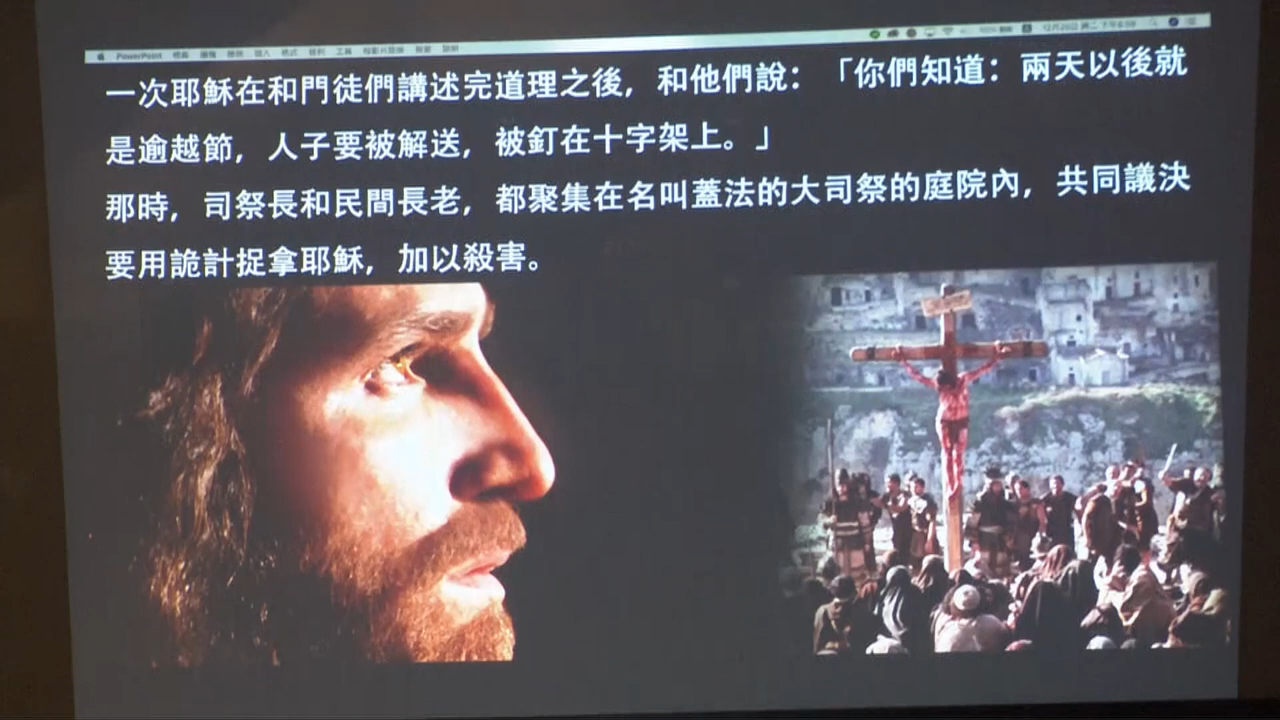 PowerPoint
一次耶穌在和門徒們講述完道理之後，和他們說：「你們知道：兩天以後就
是逾越節，人子要被解送，被釘在十字架上。」
那時，司祭長和民間長老，都聚集在名叫蓋法的大司祭的庭院內，共同議決
要用詭計捉拿耶穌，加以殺害。